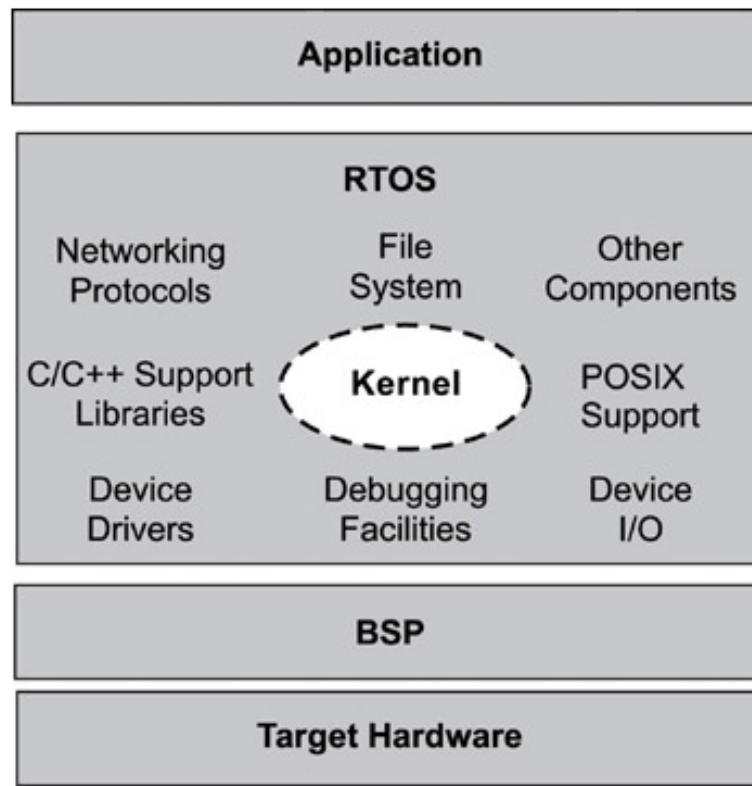 Application
RTOS
Networking
Protocols
File
System
Other
Components
C/C++ Support
Libraries
Kernel
POSIX
Support
Device
Drivers
Debugging
Facilities
Device
I/O
BSP
Target Hardware